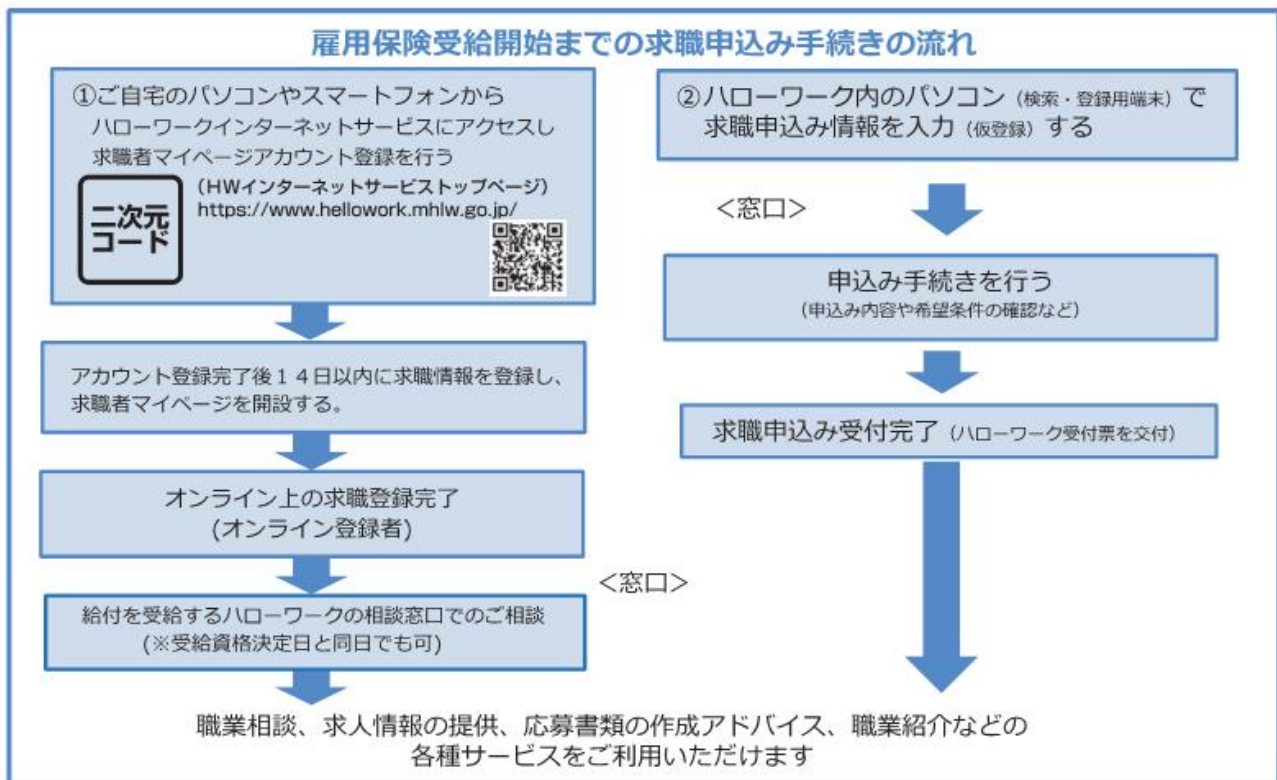 雇用保険受給開始までの求職申込み手続きの流れ
①ご自宅のパソコンやスマートフォンから
ハローワークインターネットサービスにアクセスし
求職者マイページアカウント登録を行う
(HWインターネットサービストップページ)
https://www.hellowork.mhlw.go.jp/
二次元
コード
アカウント登録完了後１４日以内に求職情報を登録し、
求職者マイページを開設する。
オンライン上の求職登録完了
(オンライン登録者)
<窓口>
給付を受給するハローワークの相談窓口でのご相談
(※受給資格決定日と同日でも可)
②ハローワーク内のパソコン（検索・登録用端末）で
求職申込み情報を入力（仮登録）する
<窓口>
申込み手続きを行う
(申込み内容や希望条件の確認など)
求職申込み受付完了（ハローワーク受付票を交付）
職業相談、求人情報の提供、応募書類の作成アドバイス、職業紹介などの
各種サービスをご利用いただけます